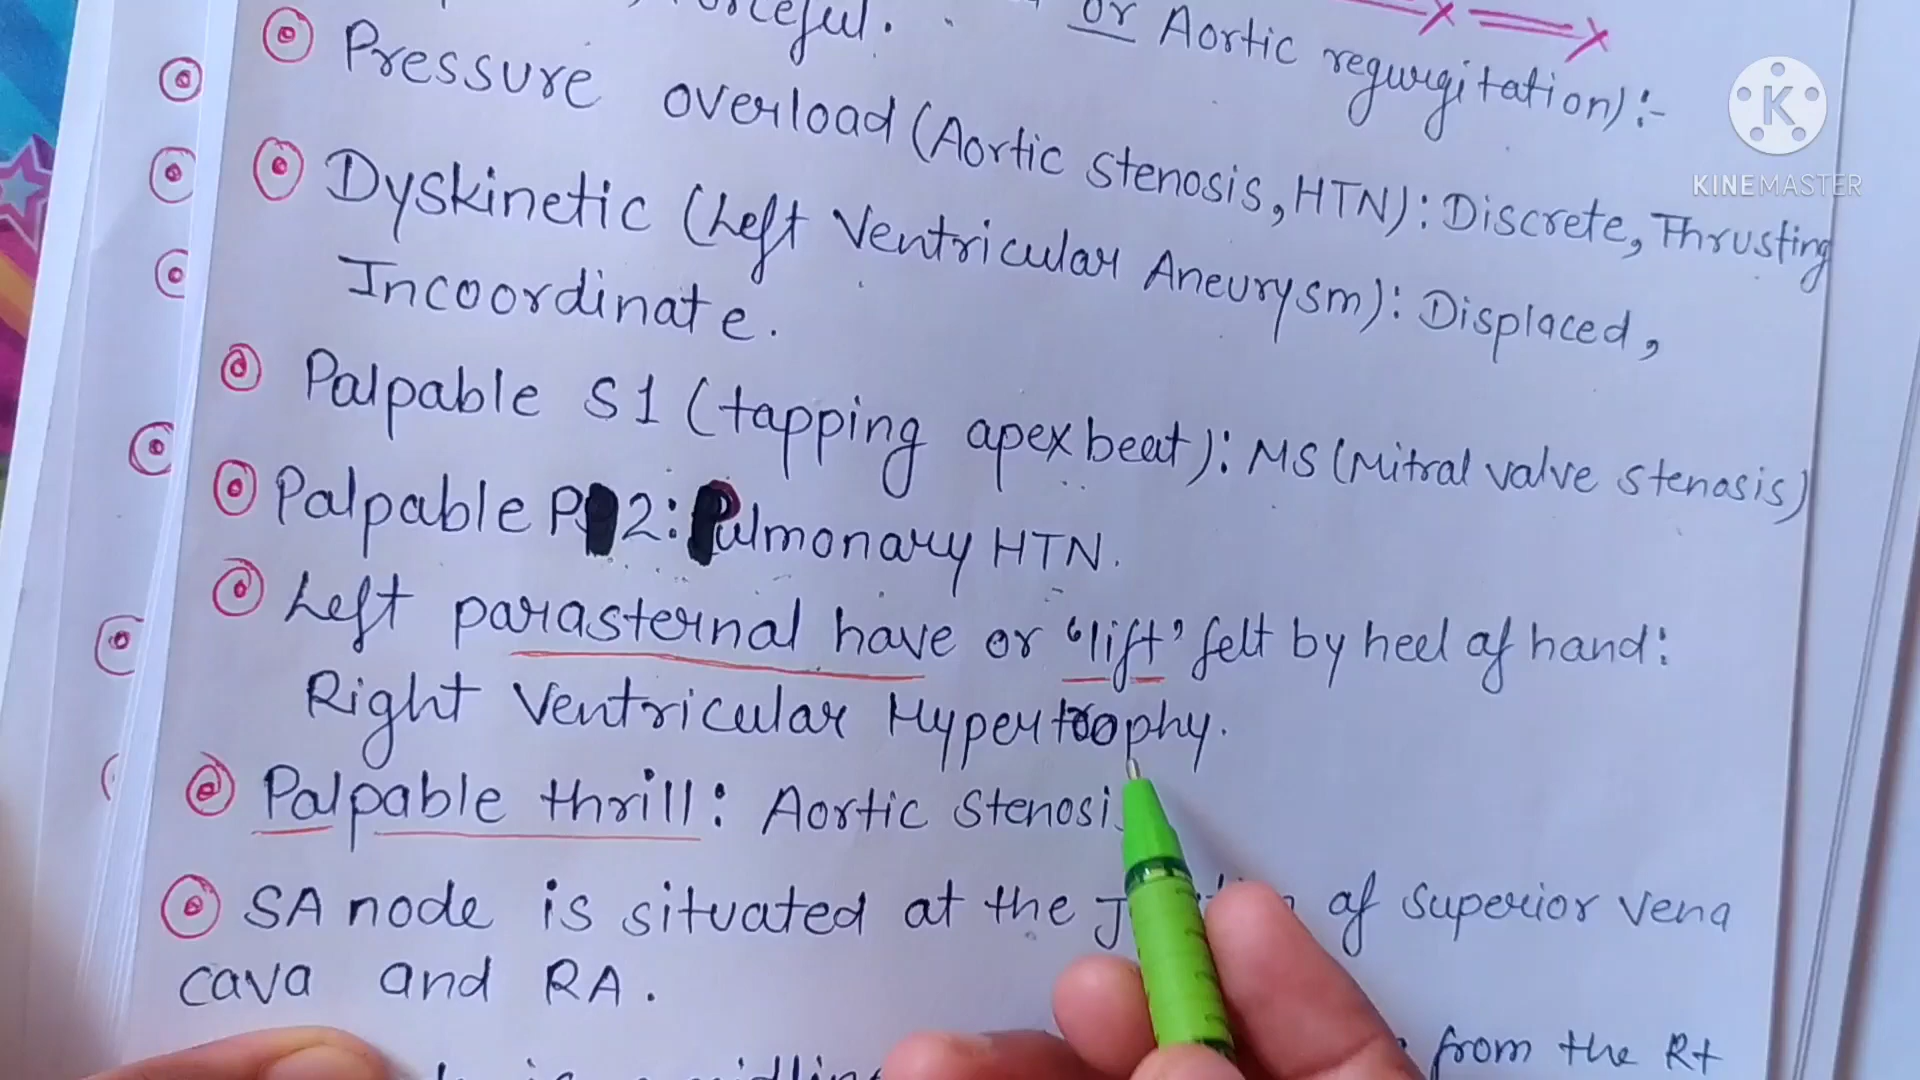 forceful. or Aortic regurgitation):-
Pressure overload (Aortic stenosis, HTN): Discrete, Thrusting
Dyskinetic (Left Ventricular Aneurysm): Displaced,
Incoordinate.
Palpable S1 (tapping apex beat): MS (Mitral valve stenosis)
Palpable P2: Pulmonary HTN.
Left parasternal have or 'lift' felt by heel of hand:
Right Ventricular Hypertrophy.
Palpable thrill: Aortic Stenosi
SA node is situated at the of superior vena
cava and RA.
from the Rt
K
KINEMASTER